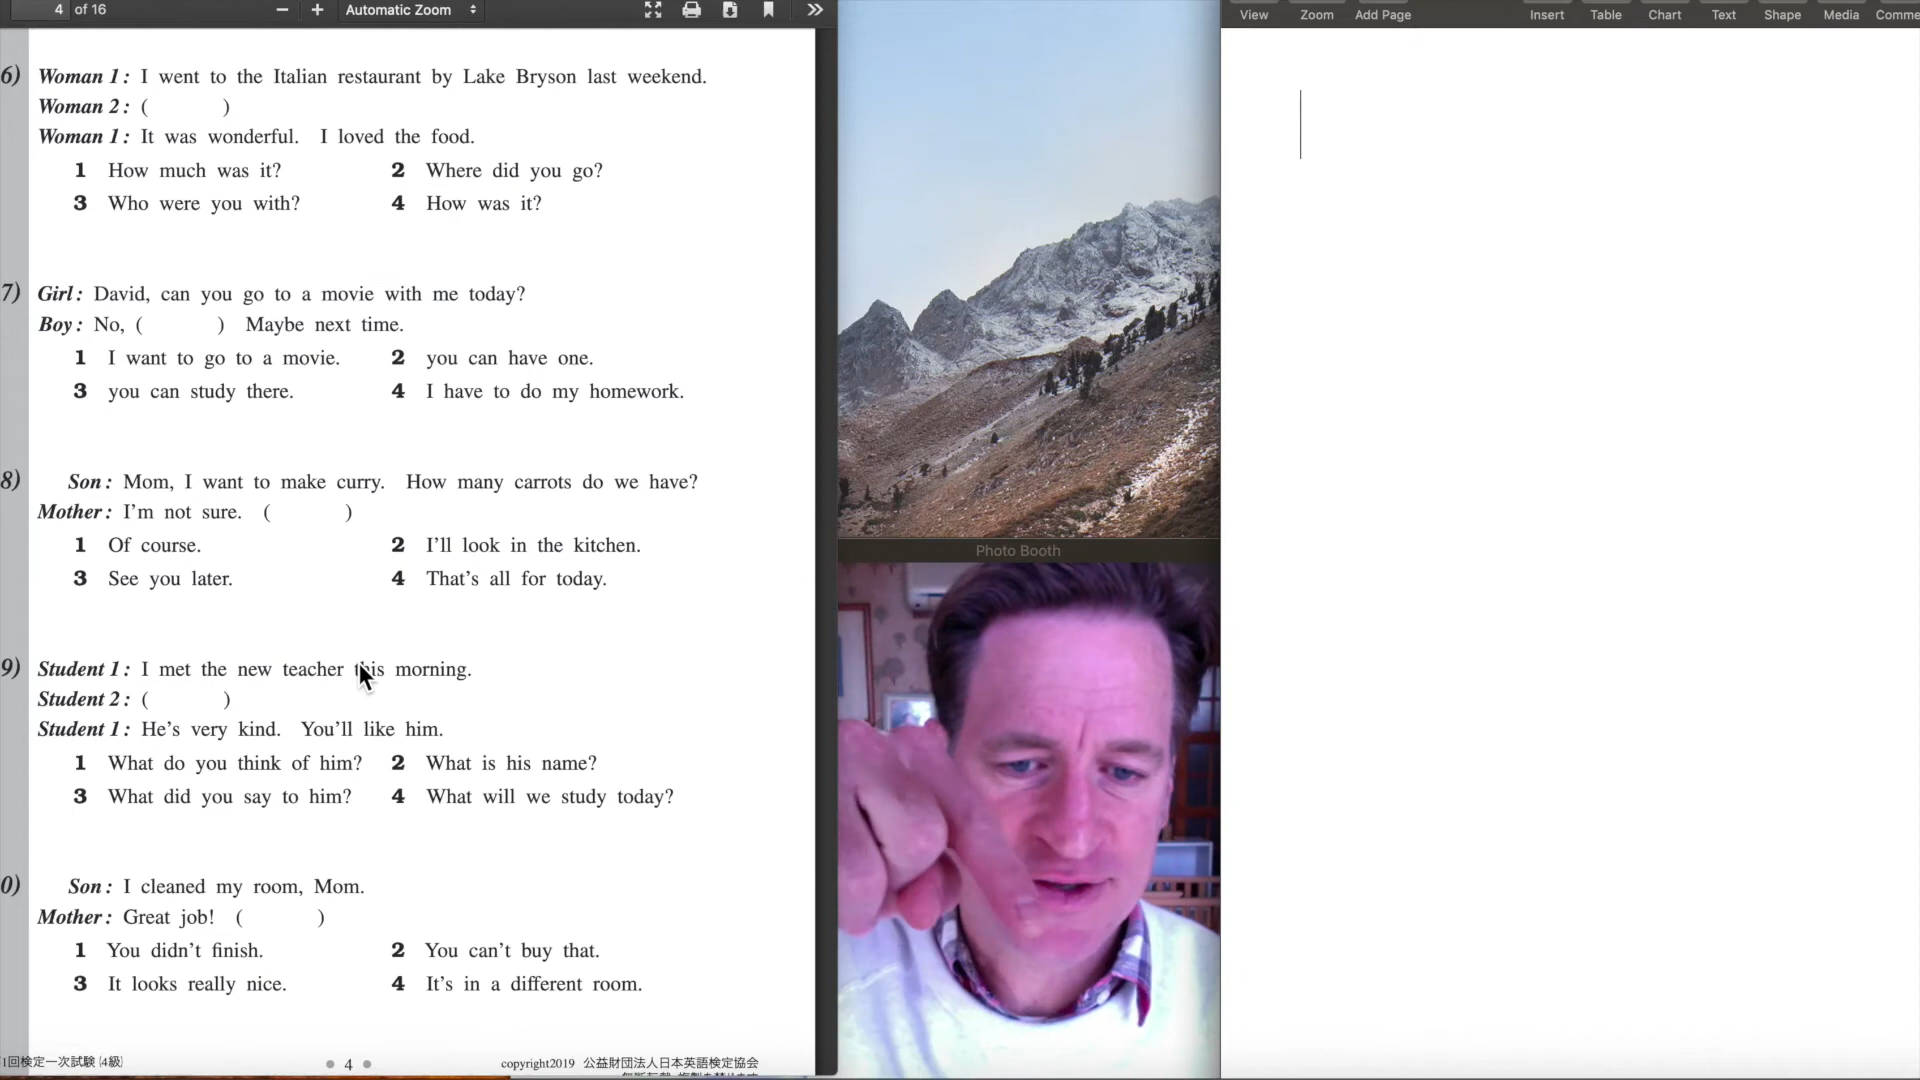 4 of 16
Automatic Zoom
View Zoom Add Page Insert Table Chart Text Shape Media Comme
6) Woman 1 : I went to the Italian restaurant by Lake Bryson last weekend.
Woman 2 : ( )
Woman 1 : It was wonderful. I loved the food.
1 How much was it? 2 Where did you go?
3 Who were you with? 4 How was it?
7) Girl : David, can you go to a movie with me today?
Boy : No, ( ) Maybe next time.
1 I want to go to a movie. 2 you can have one.
3 you can study there. 4 I have to do my homework.
8) Son : Mom, I want to make curry. How many carrots do we have?
Mother : I'm not sure. ( )
1 Of course. 2 I'll look in the kitchen.
3 See you later. 4 That's all for today.
Photo Booth
9) Student 1 : I met the new teacher this morning.
Student 2 : ( )
Student 1 : He's very kind. You'll like him.
1 What do you think of him? 2 What is his name?
3 What did you say to him? 4 What will we study today?
0) Son : I cleaned my room, Mom.
Mother : Great job! ( )
1 You didn't finish. 2 You can't buy that.
3 It looks really nice. 4 It's in a different room.
1回検定一次試験 (4級) 4 copyright2019 公益財団法人日本英語検定協会